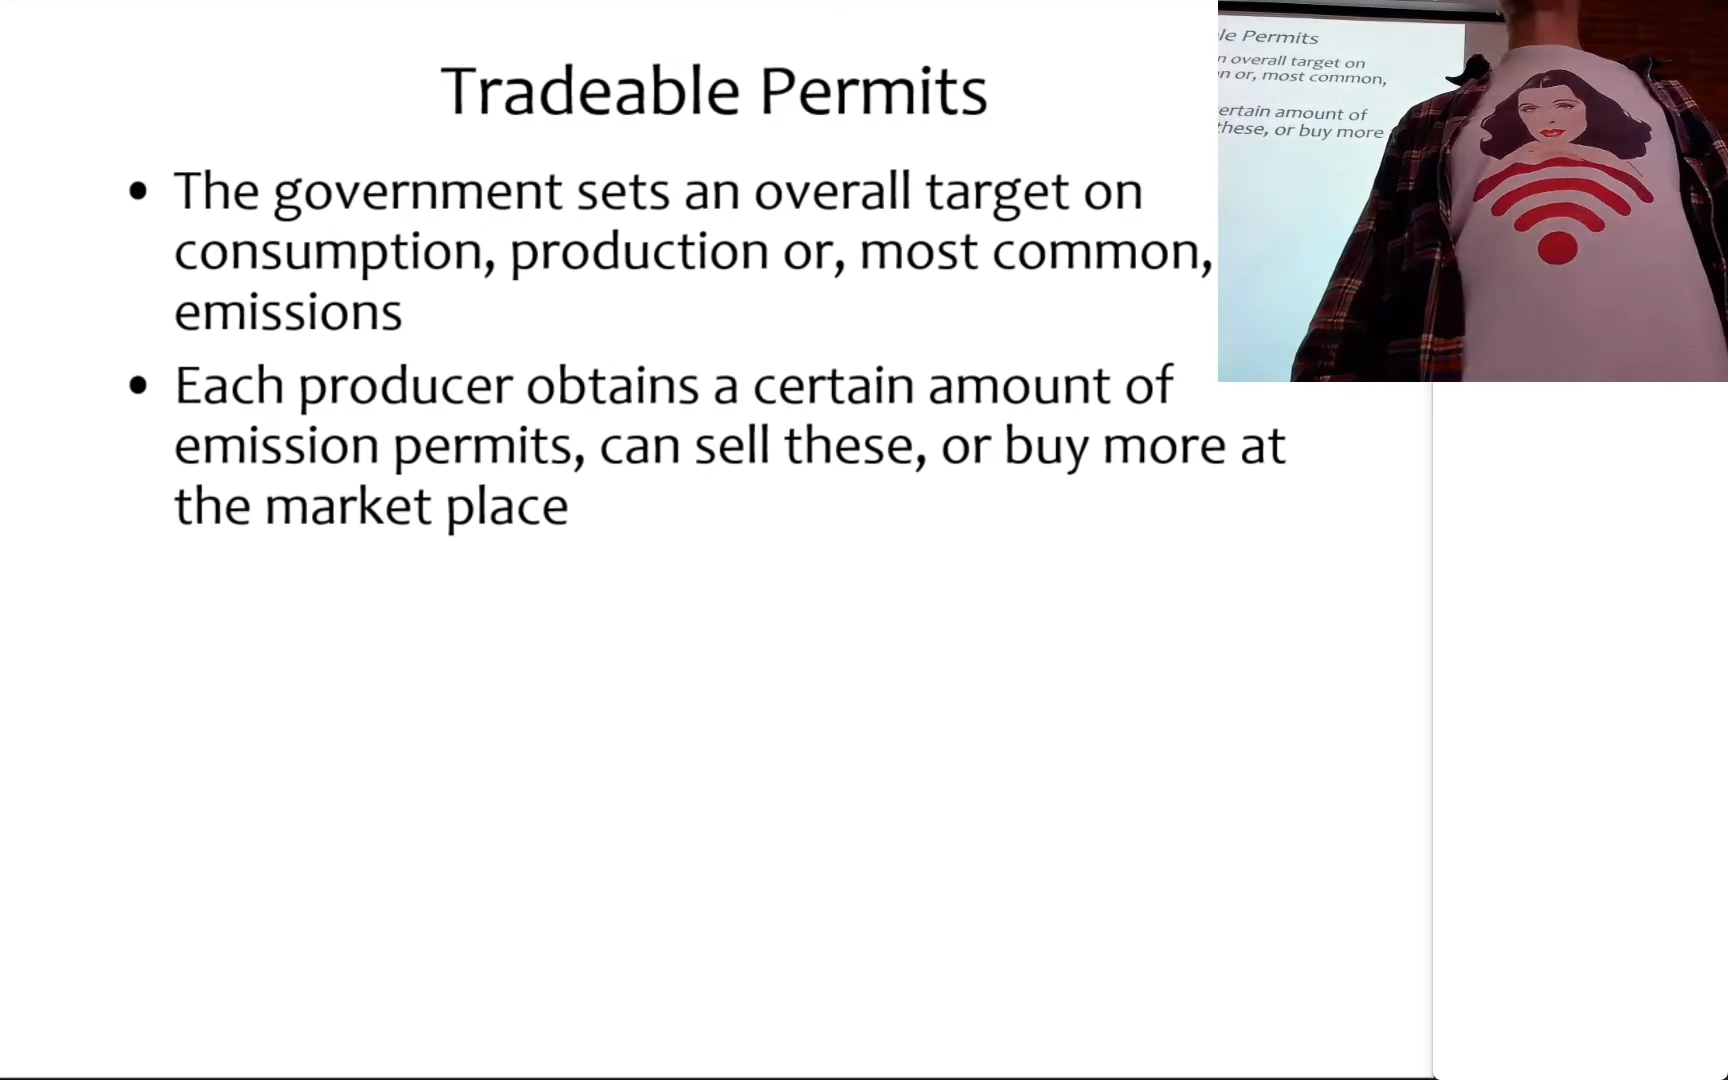 Tradeable Permits
• The government sets an overall target on
consumption, production or, most common,
emissions
• Each producer obtains a certain amount of
emission permits, can sell these, or buy more at
the market place
le Permits
n overall target on
n or, most common,
ertain amount of
these, or buy more